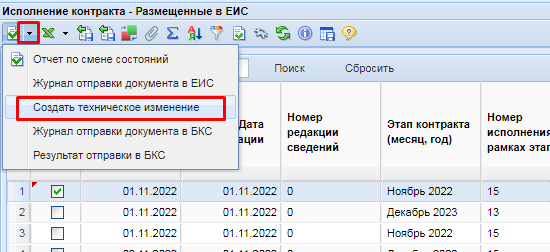 Исполнение контракта - Размещенные в ЕИС
Отчет по смене состояний
Журнал отправки документа в ЕИС
Создать техническое изменение
Журнал отправки документа в БКС
Результат отправки в БКС
Поиск Сбросить
Дата
Номер редакции сведений
Этап контракта (месяц, год)
Номер исполнения
рамках этап
1 01.11.2022 01.11.2022 0 Ноябрь 2022 15
2 01.11.2022 01.11.2022 0 Декабрь 2023 13
3 01.11.2022 01.11.2022 0 Ноябрь 2022 15